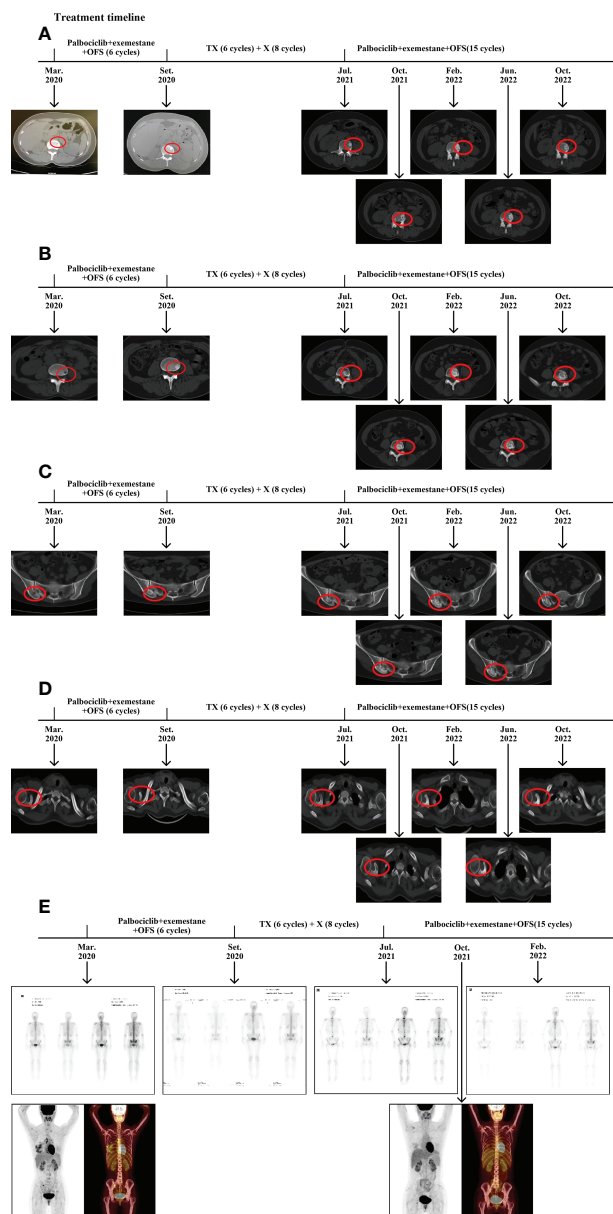 Treatment timeline
A
Palbociclib+exemestane
+OFS (6 cycles)
TX (6 cycles) + X (8 cycles)
Palbociclib+exemestane+OFS(15 cycles)
Mar.
2020
Set.
2020
Jul.
2021
Oct.
2021
Feb.
2022
Jun.
2022
Oct.
2022
B
Palbociclib+exemestane
+OFS (6 cycles)
TX (6 cycles) + X (8 cycles)
Palbociclib+exemestane+OFS(15 cycles)
Mar.
2020
Set.
2020
Jul.
2021
Oct.
2021
Feb.
2022
Jun.
2022
Oct.
2022
C
Palbociclib+exemestane
+OFS (6 cycles)
TX (6 cycles) + X (8 cycles)
Palbociclib+exemestane+OFS(15 cycles)
Mar.
2020
Set.
2020
Jul.
2021
Oct.
2021
Feb.
2022
Jun.
2022
Oct.
2022
D
Palbociclib+exemestane
+OFS (6 cycles)
TX (6 cycles) + X (8 cycles)
Palbociclib+exemestane+OFS(15 cycles)
Mar.
2020
Set.
2020
Jul.
2021
Oct.
2021
Feb.
2022
Jun.
2022
Oct.
2022
E
Palbociclib+exemestane
+OFS (6 cycles)
TX (6 cycles) + X (8 cycles)
Palbociclib+exemestane+OFS(15 cycles)
Mar.
2020
Set.
2020
Jul.
2021
Oct.
2021
Feb.
2022